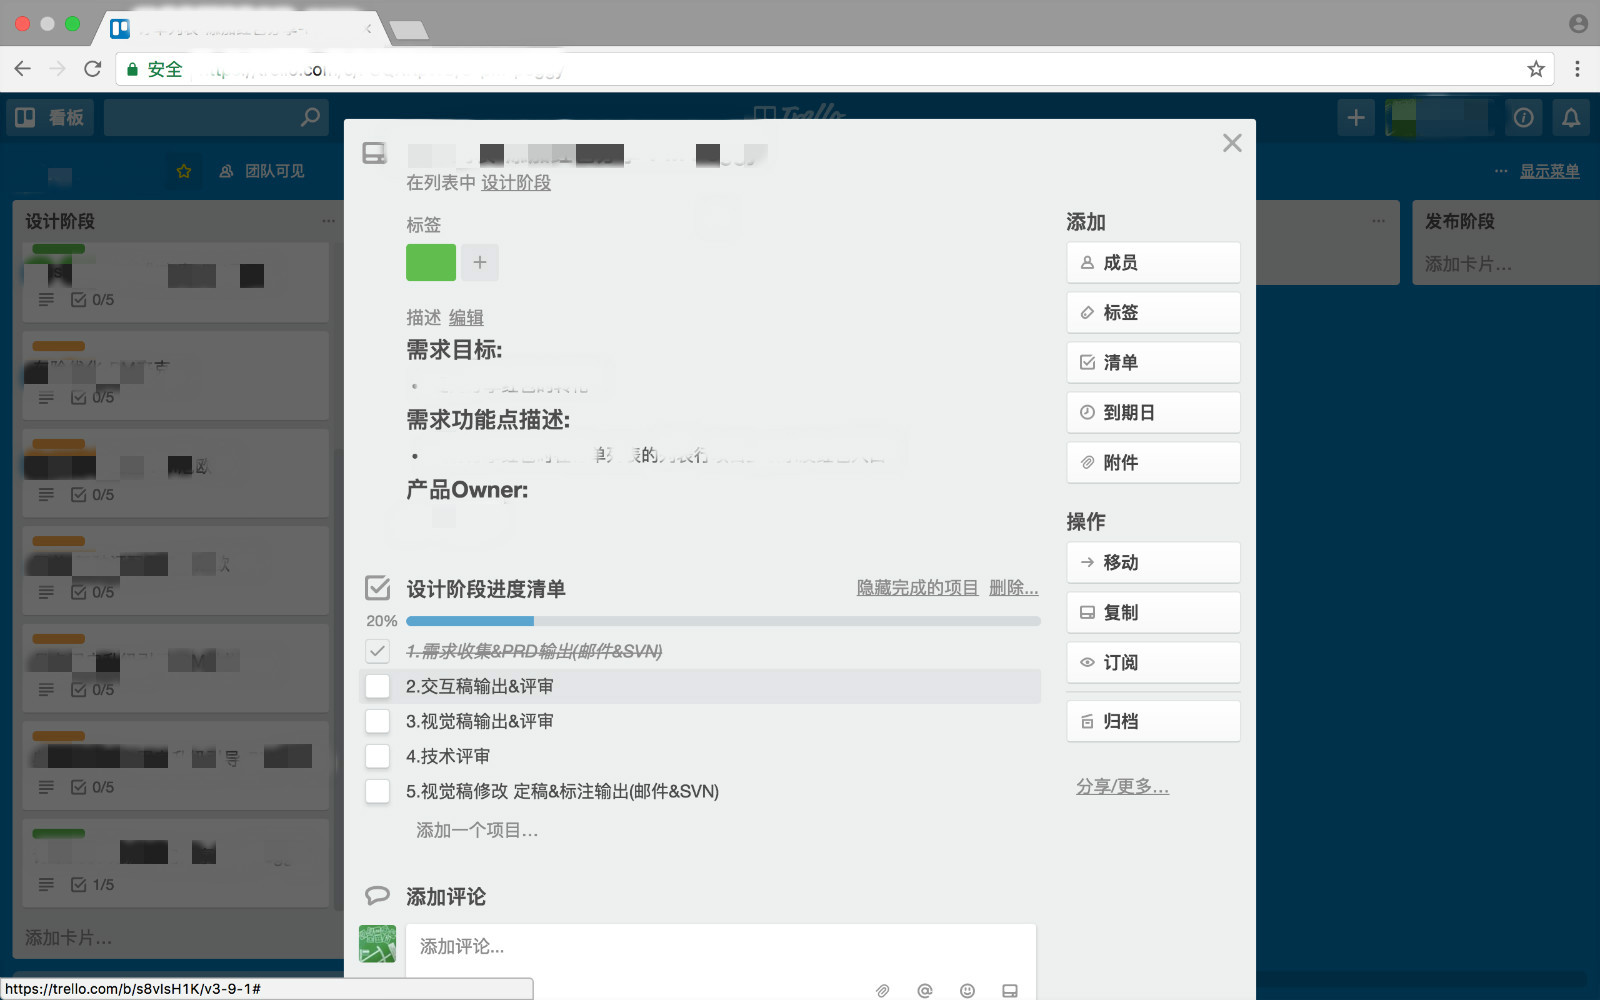 安全
看板
Trello
团队可见
显示菜单
设计阶段
0/5
0/5
0/5
0/5
0/5
0/5
1/5
添加卡片...
在列表中 设计阶段
标签
描述 编辑
需求目标:
需求功能点描述:
产品Owner:
设计阶段进度清单
隐藏完成的项目 删除...
20%
1.需求收集&PRD输出(邮件&SVN)
2.交互稿输出&评审
3.视觉稿输出&评审
4.技术评审
5.视觉稿修改 定稿&标注输出(邮件&SVN)
添加一个项目...
添加评论
添加评论...
添加
成员
标签
清单
到期日
附件
操作
移动
复制
订阅
归档
分享/更多...
发布阶段
添加卡片...
https://trello.com/b/s8vIsH1K/v3-9-1#